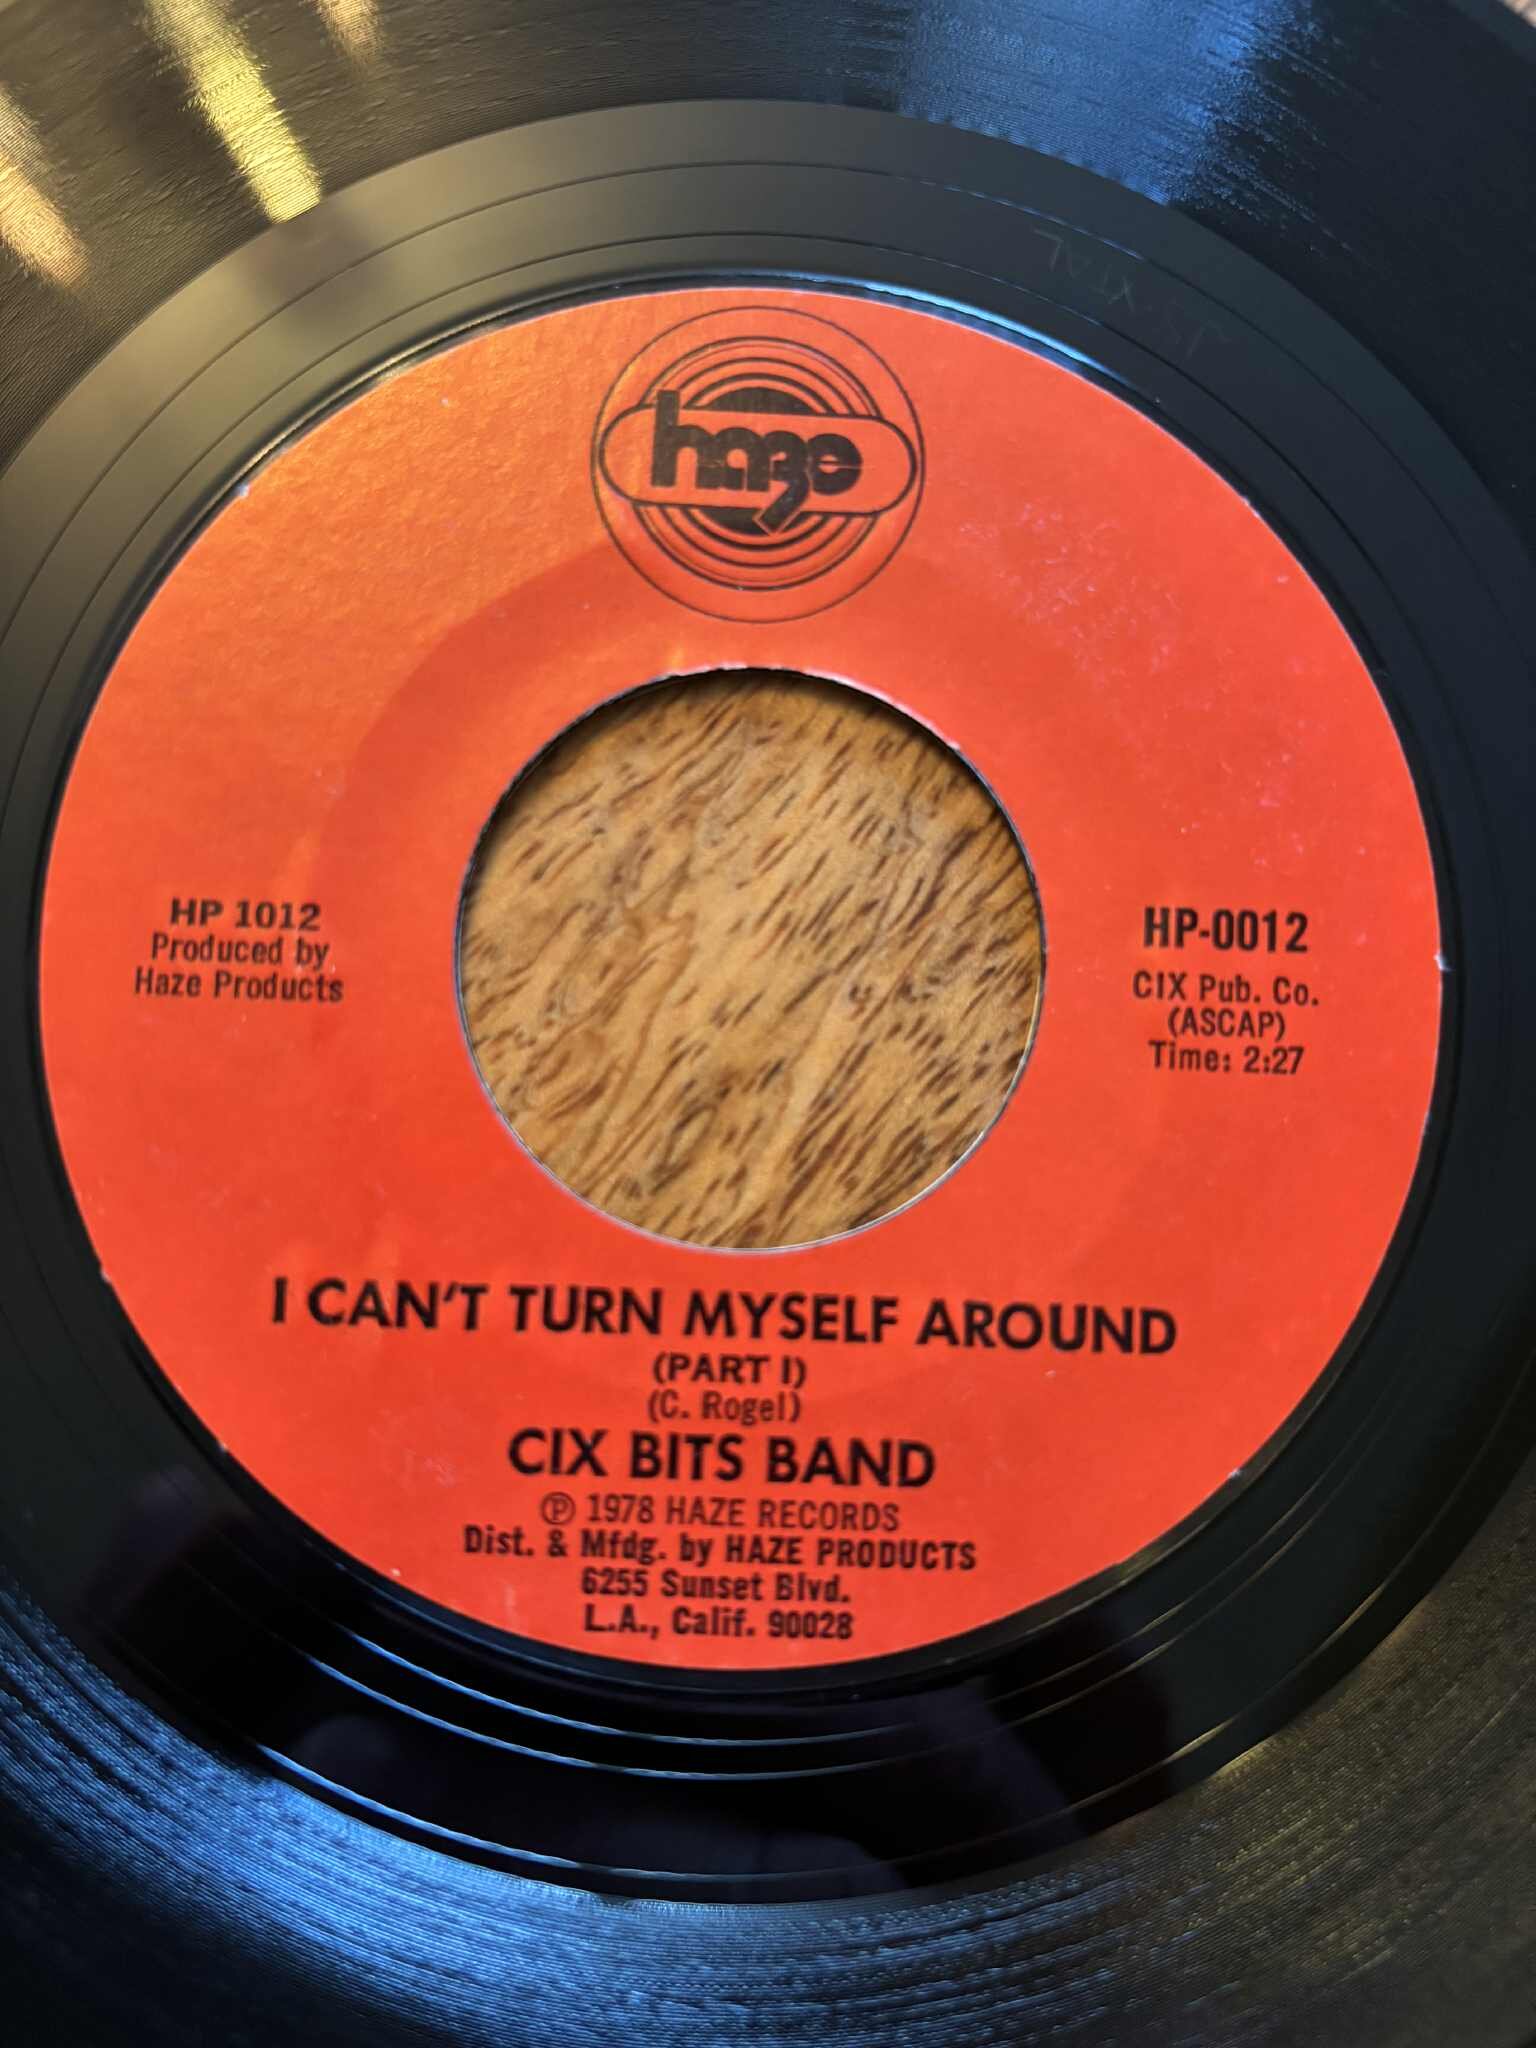 haze
HP 1012
Produced by
Haze Products
HP-0012
CIX Pub. Co.
(ASCAP)
Time: 2:27
I CAN'T TURN MYSELF AROUND
(PART I)
(C. Rogel)
CIX BITS BAND
℗ 1978 HAZE RECORDS
Dist. & Mfdg. by HAZE PRODUCTS
6255 Sunset Blvd.
L.A., Calif. 90028